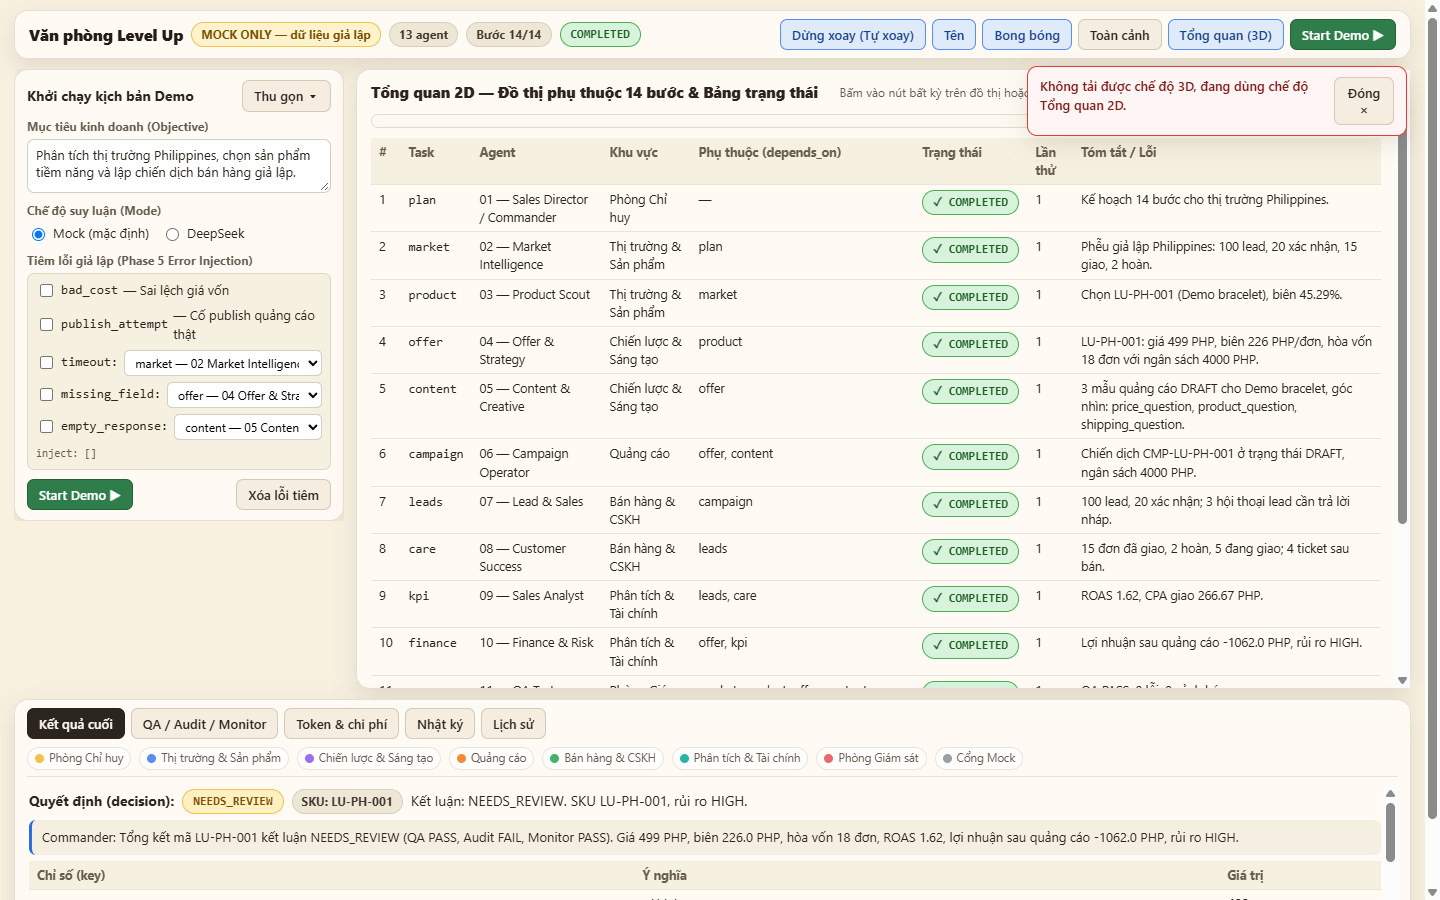 Văn phòng Level Up
MOCK ONLY — dữ liệu giả lập
13 agent
Bước 14/14
COMPLETED
Dừng xoay (Tự xoay)
Tên
Bong bóng
Toàn cảnh
Tổng quan (3D)
Start Demo ▶
Khởi chạy kịch bản Demo
Thu gọn
Mục tiêu kinh doanh (Objective)
Phân tích thị trường Philippines, chọn sản phẩm
tiềm năng và lập chiến dịch bán hàng giả lập.
Chế độ suy luận (Mode)
Mock (mặc định)
DeepSeek
Tiêm lỗi giả lập (Phase 5 Error Injection)
bad_cost — Sai lệch giá vốn
publish_attempt — Cố publish quảng cáo
thật
timeout: market — 02 Market Intelligenc
missing_field: offer — 04 Offer & Stra
empty_response: content — 05 Conten
inject: []
Start Demo ▶
Xóa lỗi tiêm
Tổng quan 2D — Đồ thị phụ thuộc 14 bước & Bảng trạng thái
Bấm vào nút bất kỳ trên đồ thị hoặc
Không tải được chế độ 3D, đang dùng chế độ
Tổng quan 2D.
Đóng
×
# Task Agent Khu vực Phụ thuộc (depends_on) Trạng thái Lần Tóm tắt / Lỗi
thử
1 plan 01 — Sales Director Phòng Chỉ — ✓ COMPLETED 1 Kế hoạch 14 bước cho thị trường Philippines.
/ Commander huy
2 market 02 — Market Thị trường & plan ✓ COMPLETED 1 Phễu giả lập Philippines: 100 lead, 20 xác nhận, 15
Intelligence Sản phẩm giao, 2 hoàn.
3 product 03 — Product Scout Thị trường & market ✓ COMPLETED 1 Chọn LU-PH-001 (Demo bracelet), biên 45.29%.
Sản phẩm
4 offer 04 — Offer & Chiến lược & product ✓ COMPLETED 1 LU-PH-001: giá 499 PHP, biên 226 PHP/đơn, hòa vốn
Strategy Sáng tạo 18 đơn với ngân sách 4000 PHP.
5 content 05 — Content & Chiến lược & offer ✓ COMPLETED 1 3 mẫu quảng cáo DRAFT cho Demo bracelet, góc
Creative Sáng tạo nhìn: price_question, product_question,
shipping_question.
6 campaign 06 — Campaign Quảng cáo offer, content ✓ COMPLETED 1 Chiến dịch CMP-LU-PH-001 ở trạng thái DRAFT,
Operator ngân sách 4000 PHP.
7 leads 07 — Lead & Sales Bán hàng & campaign ✓ COMPLETED 1 100 lead, 20 xác nhận; 3 hội thoại lead cần trả lời
CSKH nháp.
8 care 08 — Customer Bán hàng & leads ✓ COMPLETED 1 15 đơn đã giao, 2 hoàn, 5 đang giao; 4 ticket sau
Success CSKH bán.
9 kpi 09 — Sales Analyst Phân tích & leads, care ✓ COMPLETED 1 ROAS 1.62, CPA giao 266.67 PHP.
Tài chính
10 finance 10 — Finance & Risk Phân tích & offer, kpi ✓ COMPLETED 1 Lợi nhuận sau quảng cáo -1062.0 PHP, rủi ro HIGH.
Tài chính
Kết quả cuối
QA / Audit / Monitor
Token & chi phí
Nhật ký
Lịch sử
Phòng Chỉ huy
Thị trường & Sản phẩm
Chiến lược & Sáng tạo
Quảng cáo
Bán hàng & CSKH
Phân tích & Tài chính
Phòng Giám sát
Cổng Mock
Quyết định (decision): NEEDS_REVIEW SKU: LU-PH-001 Kết luận: NEEDS_REVIEW. SKU LU-PH-001, rủi ro HIGH.
Commander: Tổng kết mã LU-PH-001 kết luận NEEDS_REVIEW (QA PASS, Audit FAIL, Monitor PASS). Giá 499 PHP, biên 226.0 PHP, hòa vốn 18 đơn, ROAS 1.62, lợi nhuận sau quảng cáo -1062.0 PHP, rủi ro HIGH.
Chỉ số (key) Ý nghĩa Giá trị